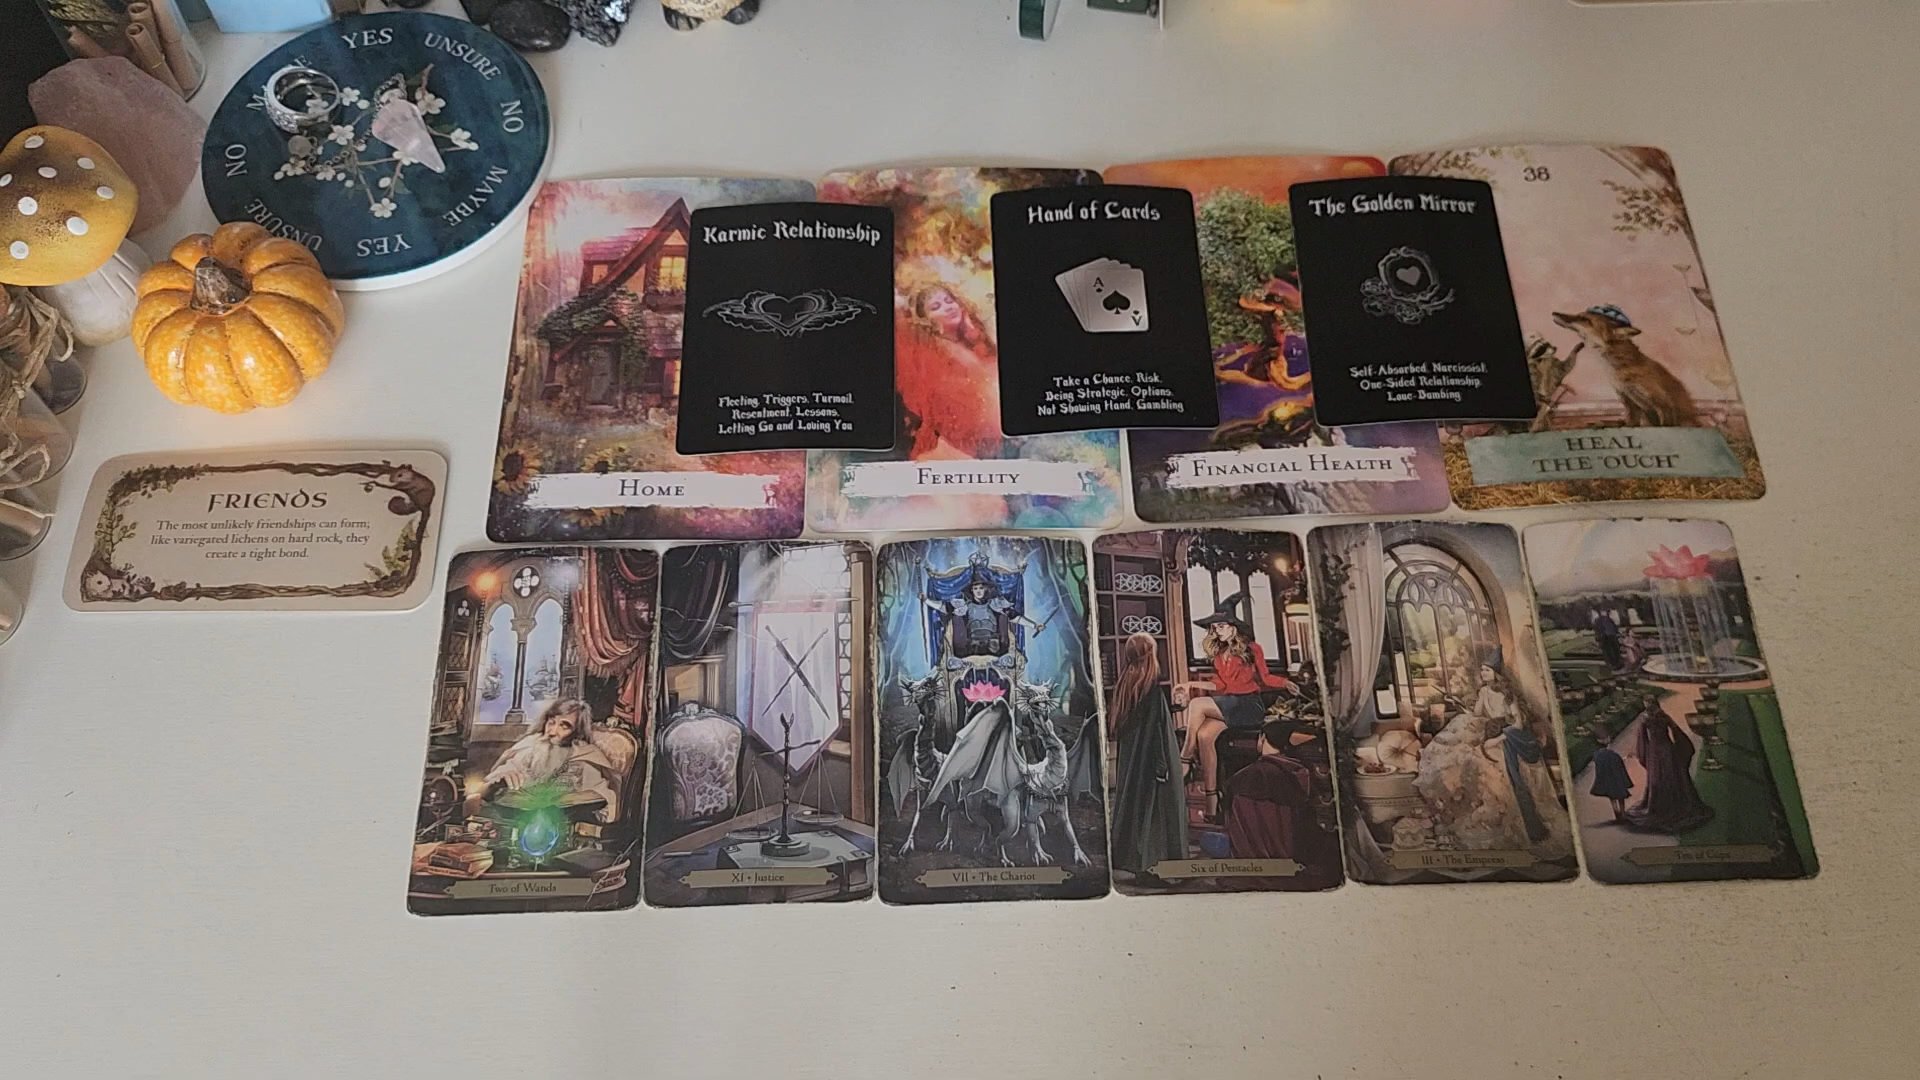 YES
UNSURE
NO
MAYBE
YES
UNSURE
NO
Karmic Relationship
Fleeting, Triggers, Turmoil,
Resentment, Lessons,
Letting Go and Loving You
Hand of Cards
A
A
Take a Chance, Risk,
Being Strategic, Options,
Not Showing Hand, Gambling
The Golden Mirror
Self-Absorbed, Narcissist,
One-Sided Relationship,
Love-Bombing
38
HOME
FERTILITY
FINANCIAL HEALTH
HEAL
THE "OUCH"
FRIENDS
The most unlikely friendships can form;
like variegated lichens on hard rock, they
create a tight bond.
Two of Wands
XI • Justice
VII • The Chariot
Six of Pentacles
III • The Empress
Ten of Cups